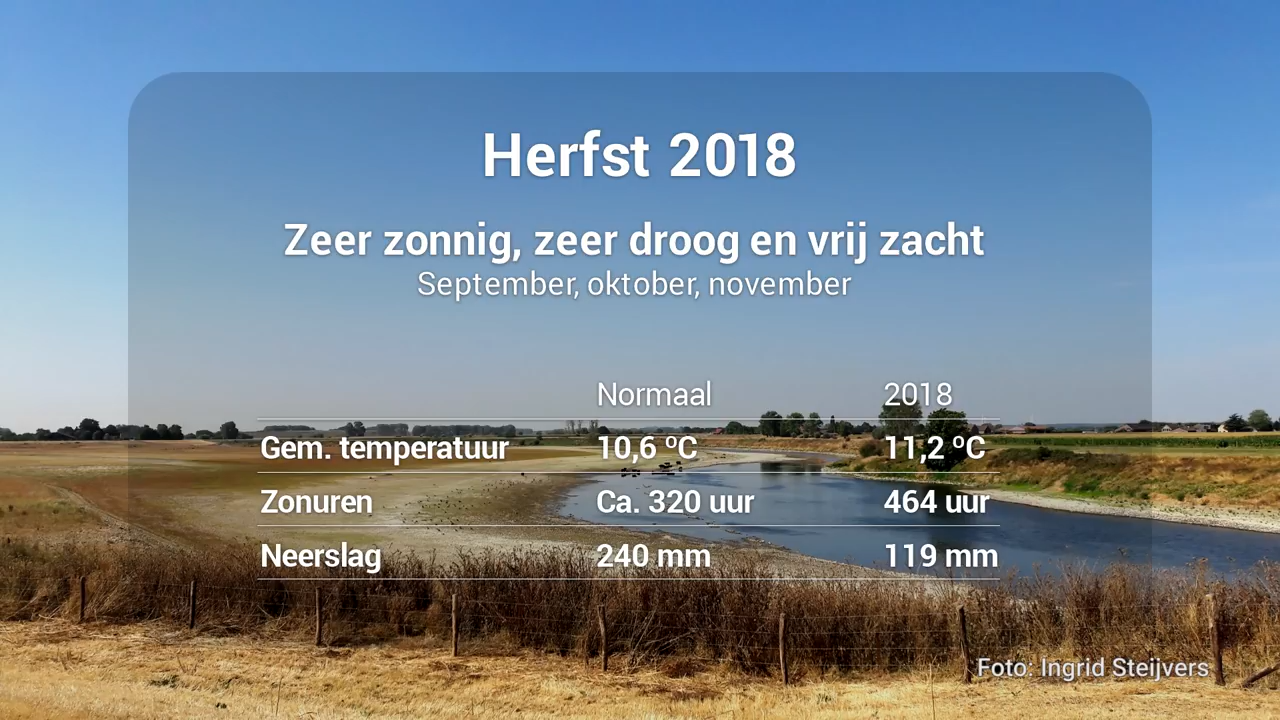 Herfst 2018
Zeer zonnig, zeer droog en vrij zacht
September, oktober, november
Normaal 2018
Gem. temperatuur 10,6 ºC 11,2 ºC
Zonuren Ca. 320 uur 464 uur
Neerslag 240 mm 119 mm
Foto: Ingrid Steijvers